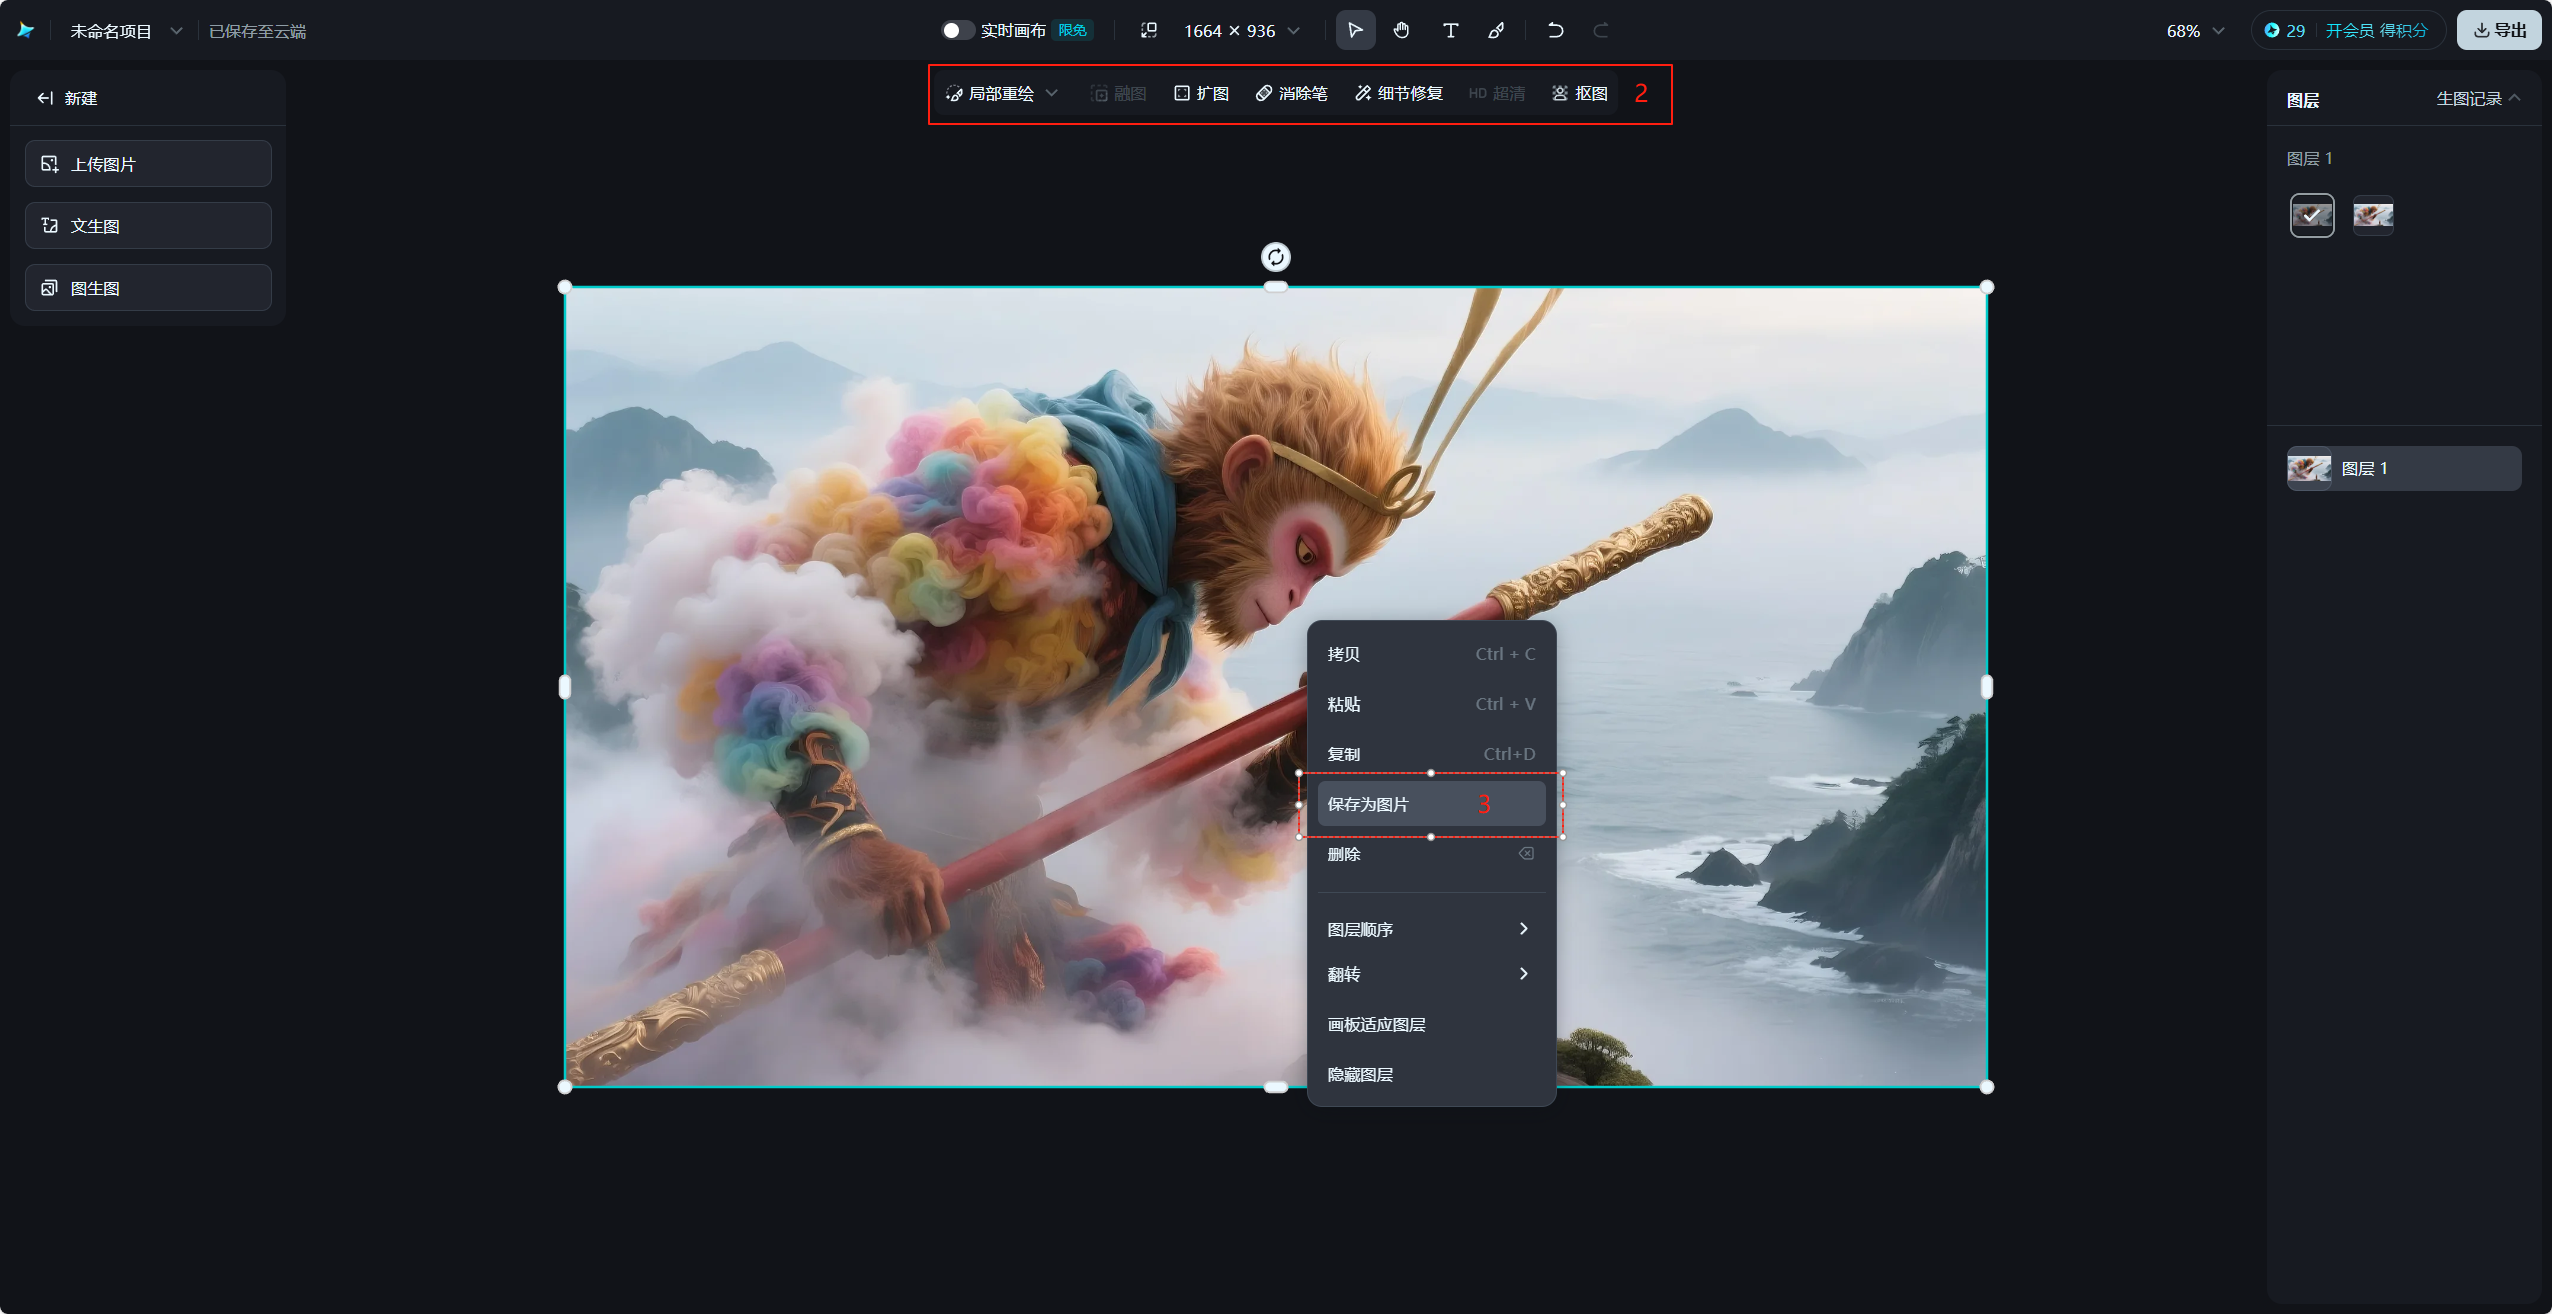 未命名项目
已保存至云端
实时画布 限免
1664 × 936
68%
29
开会员 得积分
导出
新建
上传图片
文生图
图生图
局部重绘
融图
扩图
消除笔
细节修复
HD 超清
抠图
2
图层
生图记录
图层 1
图层 1
拷贝 Ctrl + C
粘贴 Ctrl + V
复制 Ctrl+D
保存为图片 3
删除
图层顺序
翻转
画板适应图层
隐藏图层